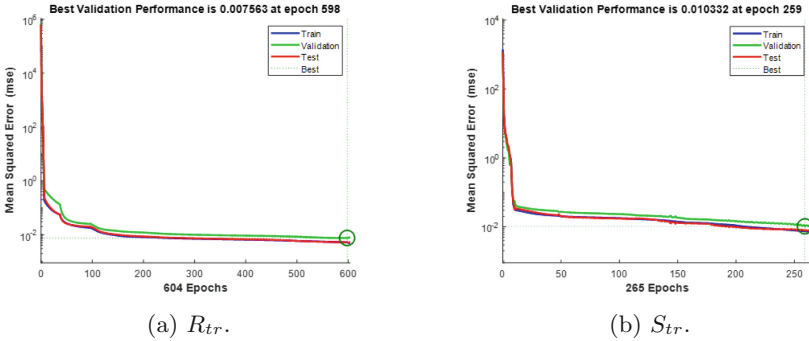 Best Validation Performance is 0.007563 at epoch 598
Mean Squared Error (mse)
10^6
10^4
10^2
10^0
10^-2
Train
Validation
Test
Best
0 100 200 300 400 500 600
604 Epochs
(a) R_tr.
Best Validation Performance is 0.010332 at epoch 259
Mean Squared Error (mse)
10^4
10^2
10^0
10^-2
Train
Validation
Test
Best
0 50 100 150 200 250
265 Epochs
(b) S_tr.